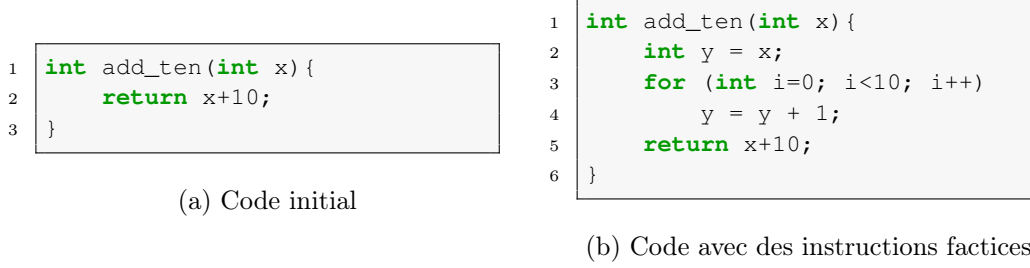 1 int add_ten(int x){
2     return x+10;
3 }
(a) Code initial
1 int add_ten(int x){
2     int y = x;
3     for (int i=0; i<10; i++)
4         y = y + 1;
5     return x+10;
6 }
(b) Code avec des instructions factices